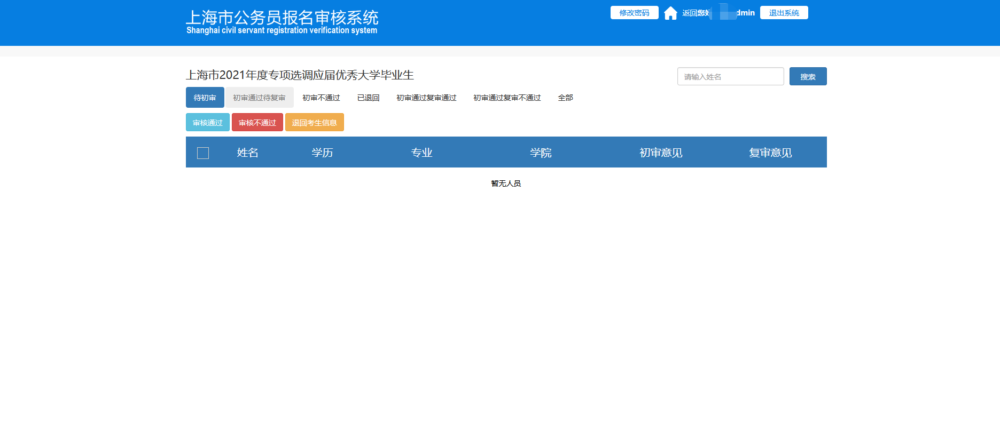 上海市公务员报名审核系统
Shanghai civil servant registration verification system
修改密码 返回您好 dmin 退出系统
上海市2021年度专项选调应届优秀大学毕业生
请输入姓名 搜索
待初审 初审通过待复审 初审不通过 已退回 初审通过复审通过 初审通过复审不通过 全部
审核通过 审核不通过 退回考生信息
姓名 学历 专业 学院 初审意见 复审意见
暂无人员